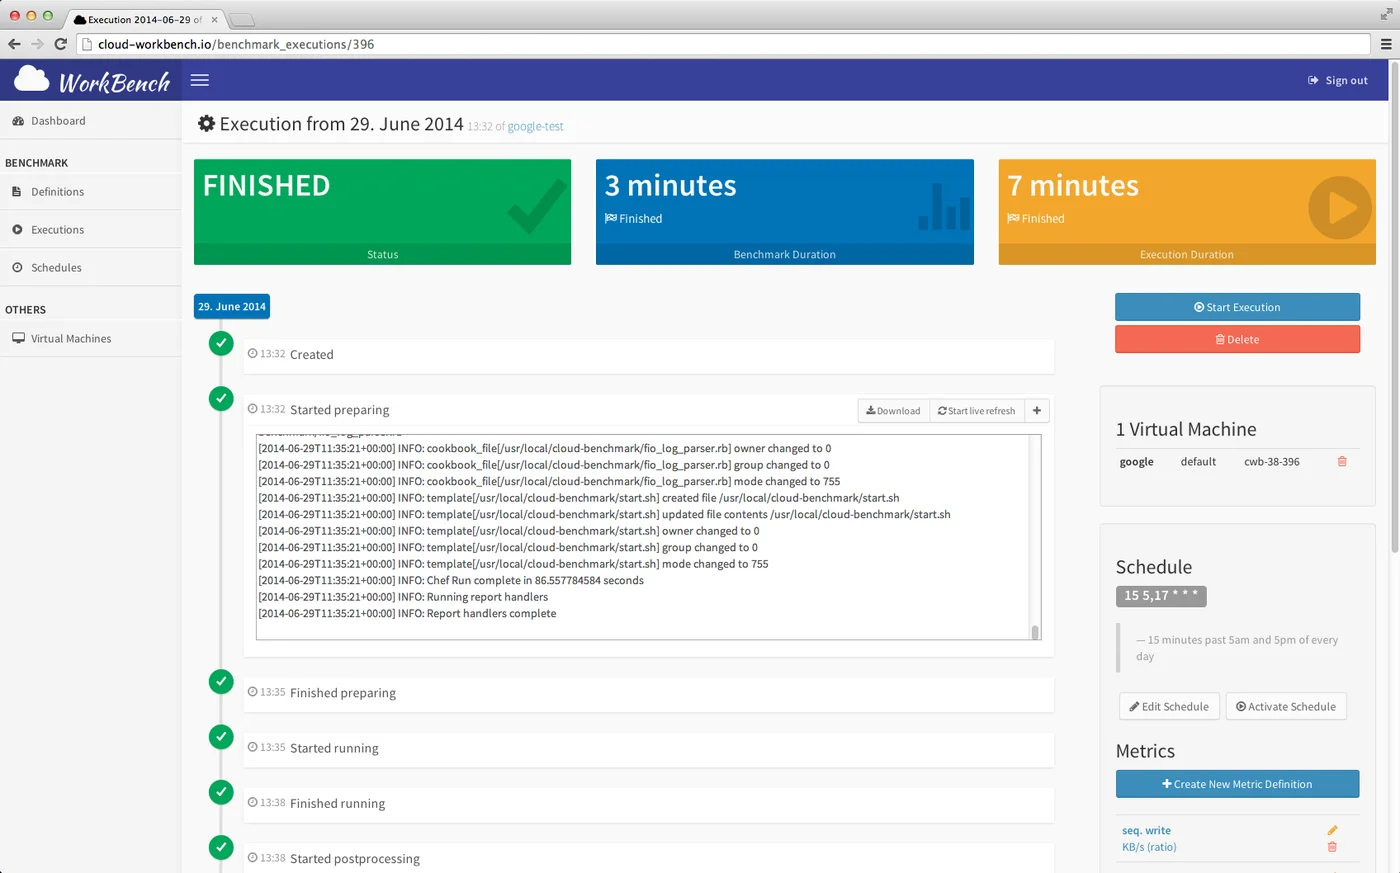 Execution 2014-06-29 of
cloud-workbench.io/benchmark_executions/396
WorkBench
Sign out
Dashboard
BENCHMARK
Definitions
Executions
Schedules
OTHERS
Virtual Machines
Execution from 29. June 2014 13:32 of google-test
FINISHED
Status
3 minutes
Finished
Benchmark Duration
7 minutes
Finished
Execution Duration
29. June 2014
13:32 Created
13:32 Started preparing
Download
Start live refresh
[2014-06-29T11:35:21+00:00] INFO: cookbook_file[/usr/local/cloud-benchmark/fio_log_parser.rb] owner changed to 0
[2014-06-29T11:35:21+00:00] INFO: cookbook_file[/usr/local/cloud-benchmark/fio_log_parser.rb] group changed to 0
[2014-06-29T11:35:21+00:00] INFO: cookbook_file[/usr/local/cloud-benchmark/fio_log_parser.rb] mode changed to 755
[2014-06-29T11:35:21+00:00] INFO: template[/usr/local/cloud-benchmark/start.sh] created file /usr/local/cloud-benchmark/start.sh
[2014-06-29T11:35:21+00:00] INFO: template[/usr/local/cloud-benchmark/start.sh] updated file contents /usr/local/cloud-benchmark/start.sh
[2014-06-29T11:35:21+00:00] INFO: template[/usr/local/cloud-benchmark/start.sh] owner changed to 0
[2014-06-29T11:35:21+00:00] INFO: template[/usr/local/cloud-benchmark/start.sh] group changed to 0
[2014-06-29T11:35:21+00:00] INFO: template[/usr/local/cloud-benchmark/start.sh] mode changed to 755
[2014-06-29T11:35:21+00:00] INFO: Chef Run complete in 86.557784584 seconds
[2014-06-29T11:35:21+00:00] INFO: Running report handlers
[2014-06-29T11:35:21+00:00] INFO: Report handlers complete
13:35 Finished preparing
13:35 Started running
13:38 Finished running
13:38 Started postprocessing
Start Execution
Delete
1 Virtual Machine
google default cwb-38-396
Schedule
15 5,17 * * *
— 15 minutes past 5am and 5pm of every
day
Edit Schedule
Activate Schedule
Metrics
Create New Metric Definition
seq. write
KB/s (ratio)